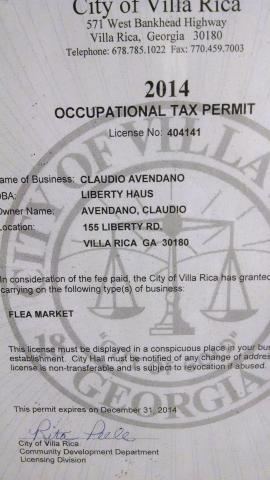 City of Villa Rica
571 West Bankhead Highway
Villa Rica, Georgia 30180
Telephone: 678.785.1022 Fax: 770.459.7003
2014
OCCUPATIONAL TAX PERMIT
License No: 404141
ame of Business: CLAUDIO AVENDANO
DBA: LIBERTY HAUS
Owner Name: AVENDANO, CLAUDIO
Location: 155 LIBERTY RD.
VILLA RICA GA 30180
In consideration of the fee paid, the City of Villa Rica has granted
carrying on the following type(s) of business:
FLEA MARKET
This license must be displayed in a conspicuous place in your bus
establishment. City Hall must be notified of any change of addres
license is non-transferable and is subject to revocation if abused.
This permit expires on December 31, 2014
City of Villa Rica
Community Development Department
Licensing Division
CITY OF VILLA
GEORGIA